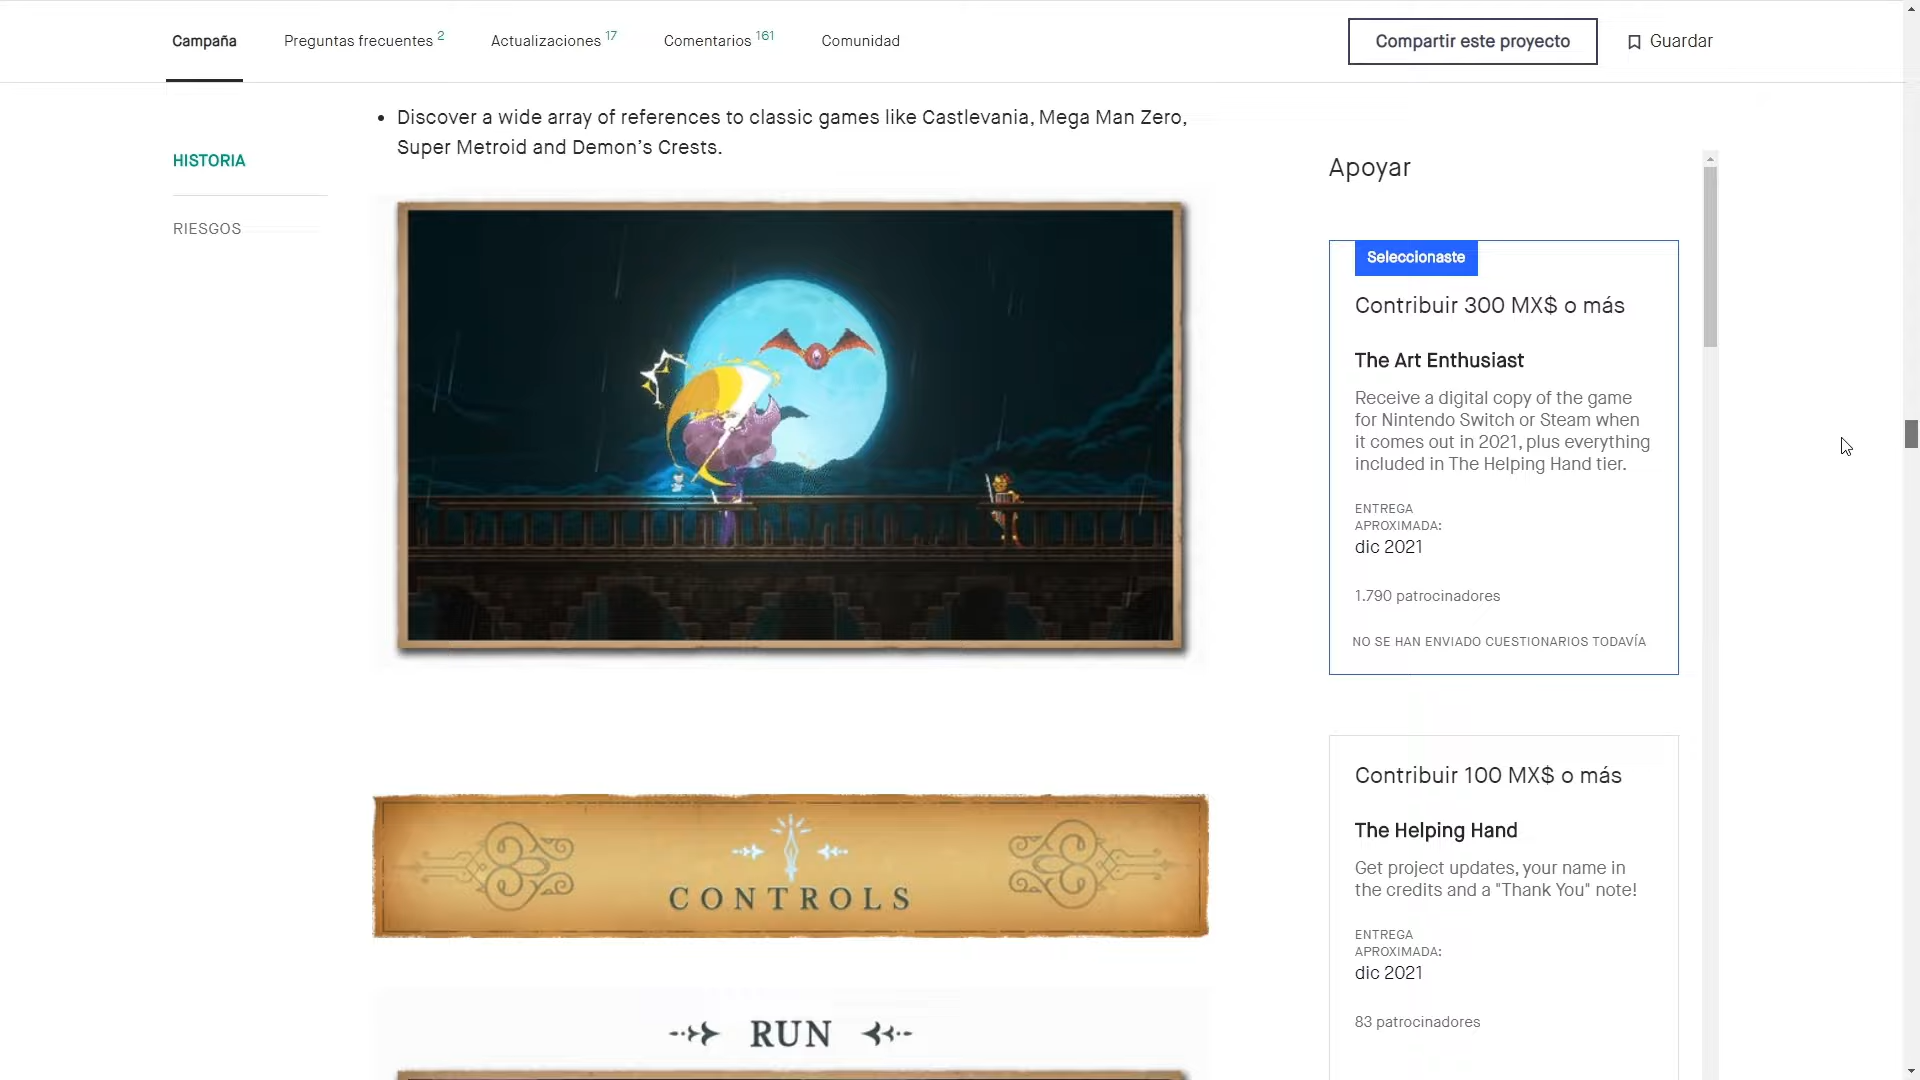 Campaña
Preguntas frecuentes 2
Actualizaciones 17
Comentarios 161
Comunidad
Compartir este proyecto
Guardar
HISTORIA
RIESGOS
• Discover a wide array of references to classic games like Castlevania, Mega Man Zero,
Super Metroid and Demon’s Crests.
CONTROLS
RUN
Apoyar
Seleccionaste
Contribuir 300 MX$ o más
The Art Enthusiast
Receive a digital copy of the game
for Nintendo Switch or Steam when
it comes out in 2021, plus everything
included in The Helping Hand tier.
ENTREGA
APROXIMADA:
dic 2021
1.790 patrocinadores
NO SE HAN ENVIADO CUESTIONARIOS TODAVÍA
Contribuir 100 MX$ o más
The Helping Hand
Get project updates, your name in
the credits and a "Thank You" note!
ENTREGA
APROXIMADA:
dic 2021
83 patrocinadores